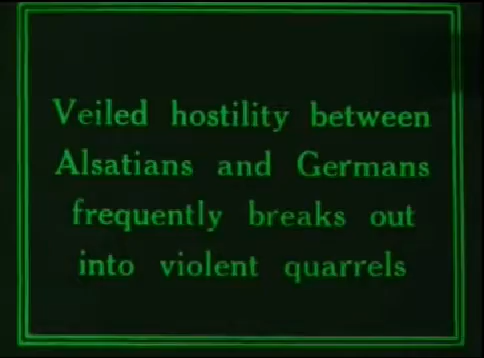 Veiled hostility between
Alsatians and Germans
frequently breaks out
into violent quarrels